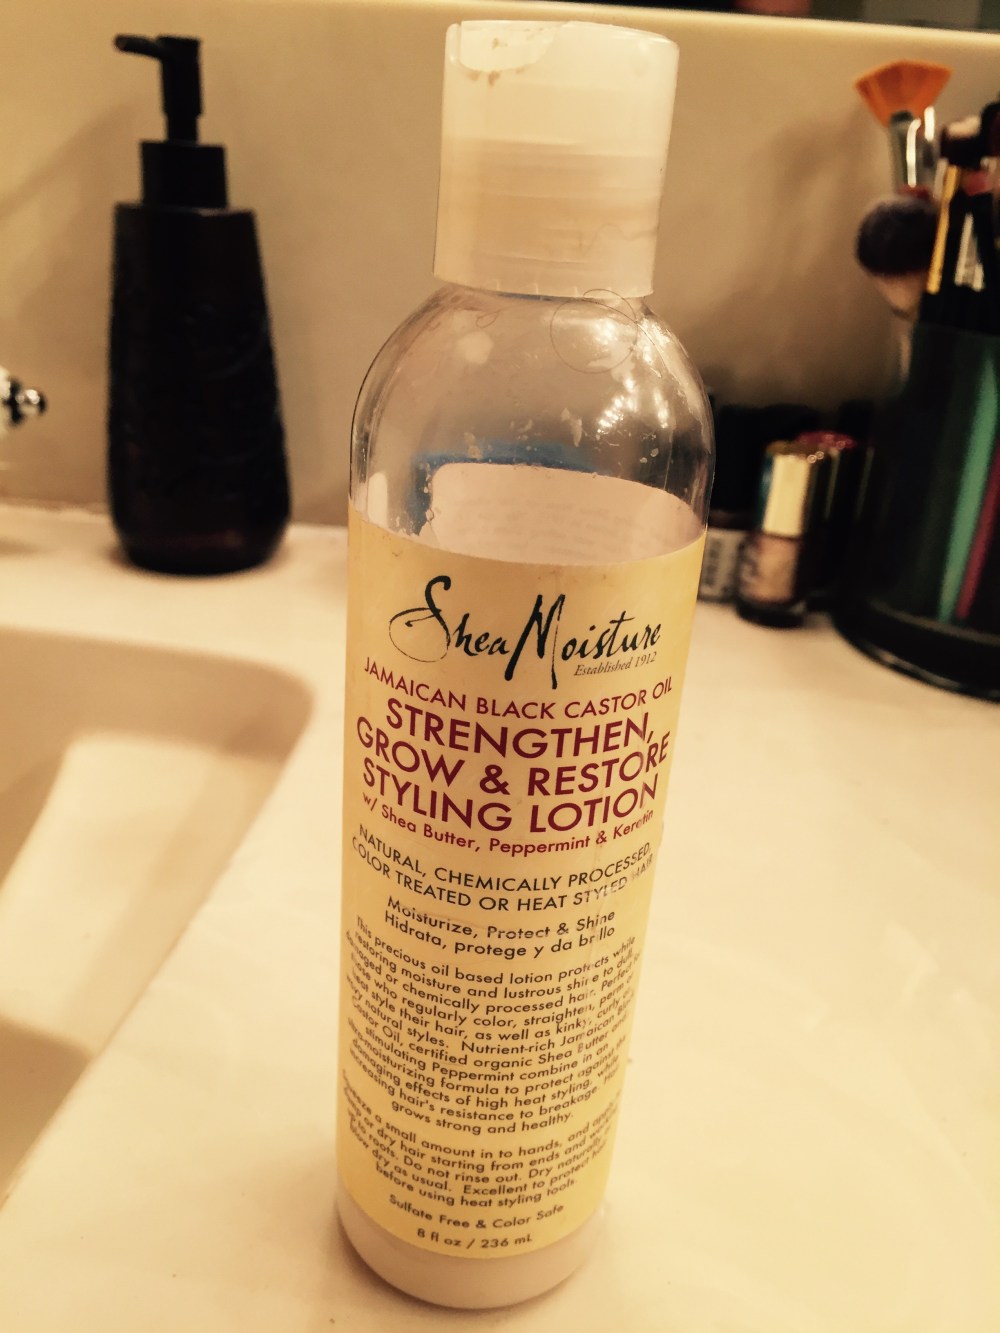 SheaMoisture
Established 1912
JAMAICAN BLACK CASTOR OIL
STRENGTHEN,
GROW & RESTORE
STYLING LOTION
w/ Shea Butter, Peppermint & Keratin
NATURAL, CHEMICALLY PROCESSED,
COLOR TREATED OR HEAT STYLED HAIR
Moisturize, Protect & Shine
Hidrata, protege y da brillo
This precious oil based lotion protects while
restoring moisture and lustrous shine to dull,
damaged or chemically processed hair. Perfect for
those who regularly color, straighten, perm or
heat style their hair, as well as kinky, curly or
wavy natural styles. Nutrient-rich Jamaican Black
Castor Oil, certified organic Shea Butter and
stimulating Peppermint combine in an
ultra-moisturizing formula to protect against the
damaging effects of high heat styling, while
increasing hair's resistance to breakage. Hair
grows strong and healthy.
Squeeze a small amount in to hands, and apply to
damp or dry hair starting from ends and working
up to roots. Do not rinse out. Dry naturally or
blow dry as usual. Excellent to protect hair
before using heat styling tools.
Sulfate Free & Color Safe
8 fl oz / 236 mL